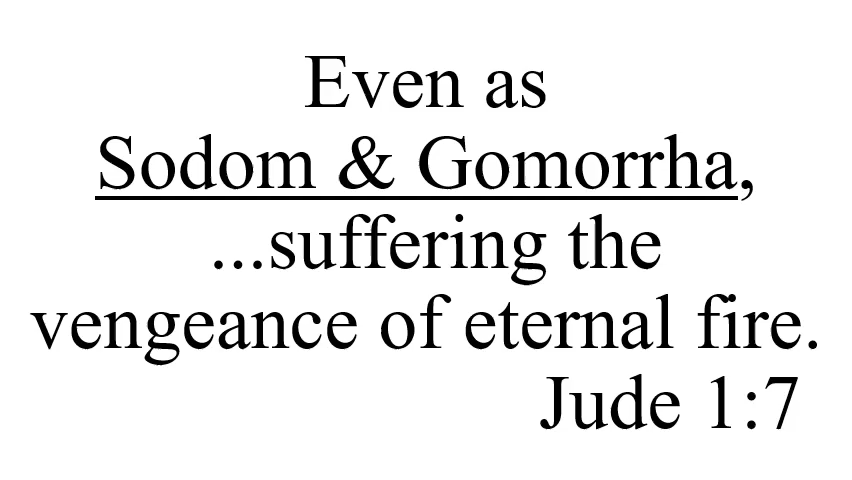 Even as
Sodom & Gomorrha,
...suffering the
vengeance of eternal fire.
Jude 1:7